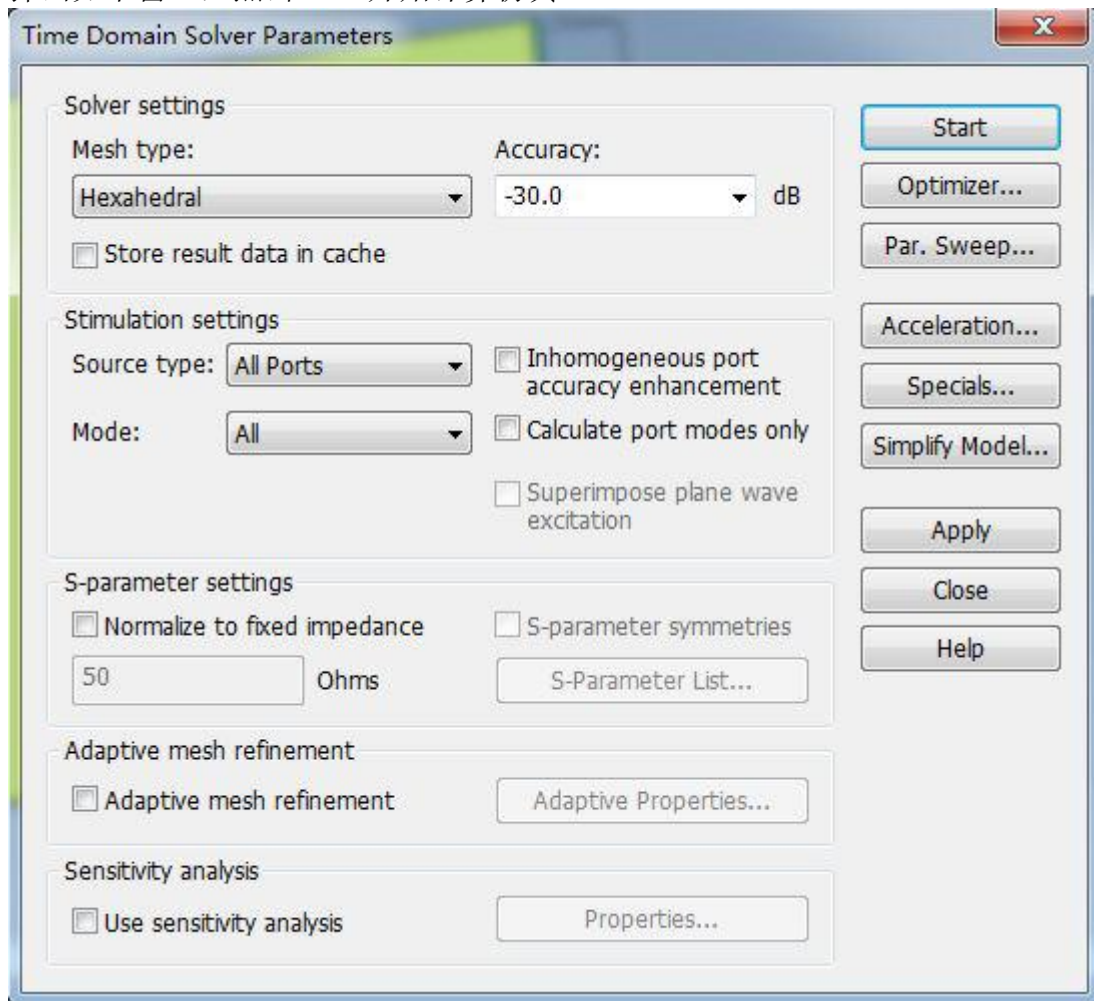 Time Domain Solver Parameters
Solver settings
Mesh type:
Accuracy:
Hexahedral
-30.0
dB
Store result data in cache
Stimulation settings
Source type:
All Ports
Inhomogeneous port
accuracy enhancement
Mode:
All
Calculate port modes only
Superimpose plane wave
excitation
S-parameter settings
Normalize to fixed impedance
S-parameter symmetries
50
Ohms
S-Parameter List...
Adaptive mesh refinement
Adaptive mesh refinement
Adaptive Properties...
Sensitivity analysis
Use sensitivity analysis
Properties...
Start
Optimizer...
Par. Sweep...
Acceleration...
Specials...
Simplify Model...
Apply
Close
Help